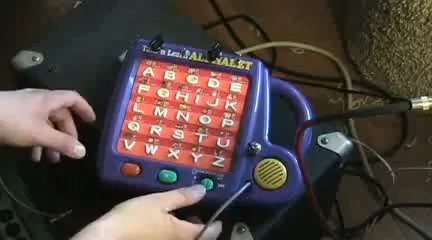 ALPHABET
A B C D E
F G H I J K
L M N O P
Q R S T U
V W X Y Z